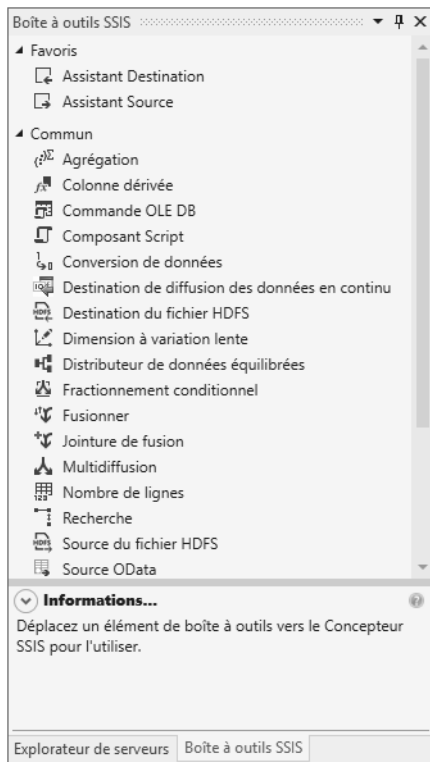 Boîte à outils SSIS
Favoris
Assistant Destination
Assistant Source
Commun
Agrégation
Colonne dérivée
Commande OLE DB
Composant Script
Conversion de données
Destination de diffusion des données en continu
Destination du fichier HDFS
Dimension à variation lente
Distributeur de données équilibrées
Fractionnement conditionnel
Fusionner
Jointure de fusion
Multidiffusion
Nombre de lignes
Recherche
Source du fichier HDFS
Source OData
Informations...
Déplacez un élément de boîte à outils vers le Concepteur
SSIS pour l'utiliser.
Explorateur de serveurs Boîte à outils SSIS